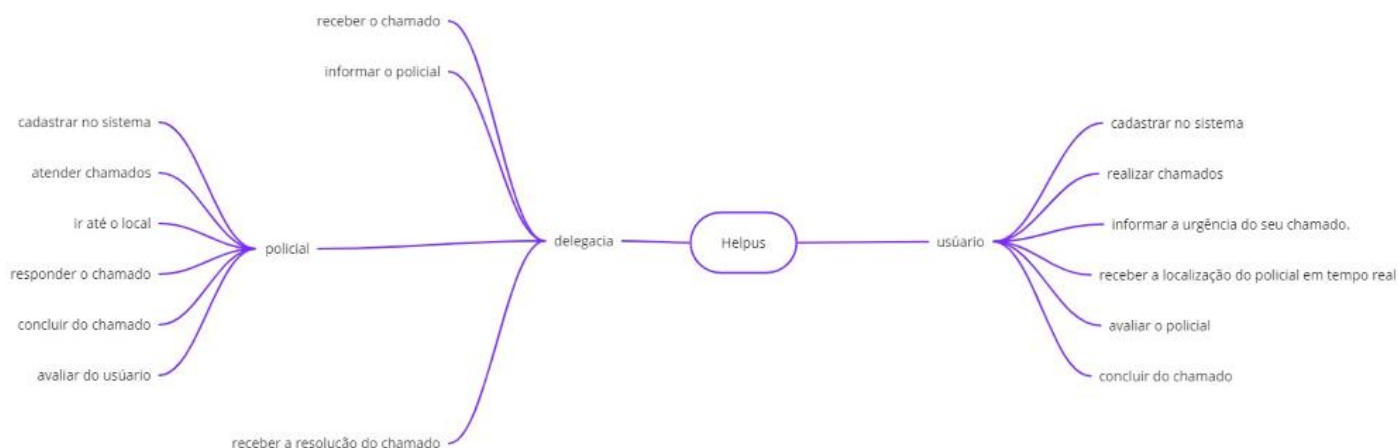 receber o chamado
informar o policial
cadastrar no sistema
atender chamados
ir até o local
policial
responder o chamado
concluir do chamado
avaliar do usúario
receber a resolução do chamado
delegacia
Helpus
usúario
cadastrar no sistema
realizar chamados
informar a urgência do seu chamado.
receber a localização do policial em tempo real
avaliar o policial
concluir do chamado